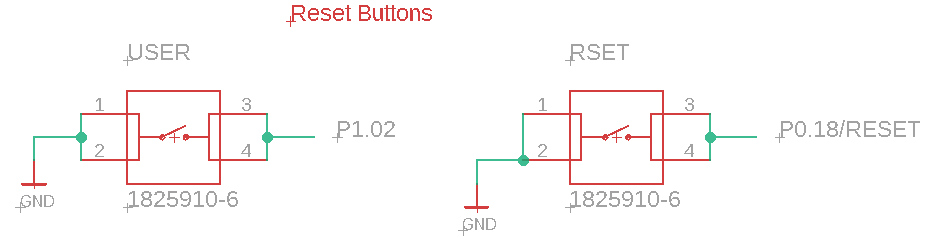 Reset Buttons
USER
RSET
1 3
1 3
P1.02
P0.18/RESET
2 4
2 4
1825910-6
1825910-6
GND
GND